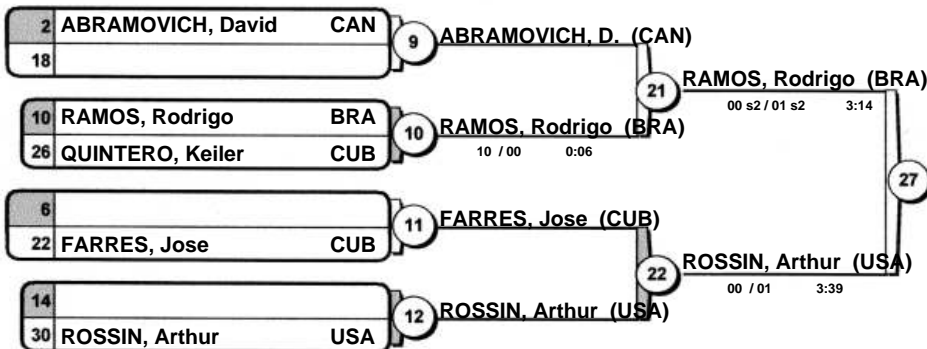 2 ABRAMOVICH, David CAN
18
9
ABRAMOVICH, D. (CAN)
10 RAMOS, Rodrigo BRA
26 QUINTERO, Keiler CUB
10
RAMOS, Rodrigo (BRA)
10 / 00 0:06
21
RAMOS, Rodrigo (BRA)
00 s2 / 01 s2 3:14
6
22 FARRES, Jose CUB
11
FARRES, Jose (CUB)
14
30 ROSSIN, Arthur USA
12
ROSSIN, Arthur (USA)
22
ROSSIN, Arthur (USA)
00 / 01 3:39
27